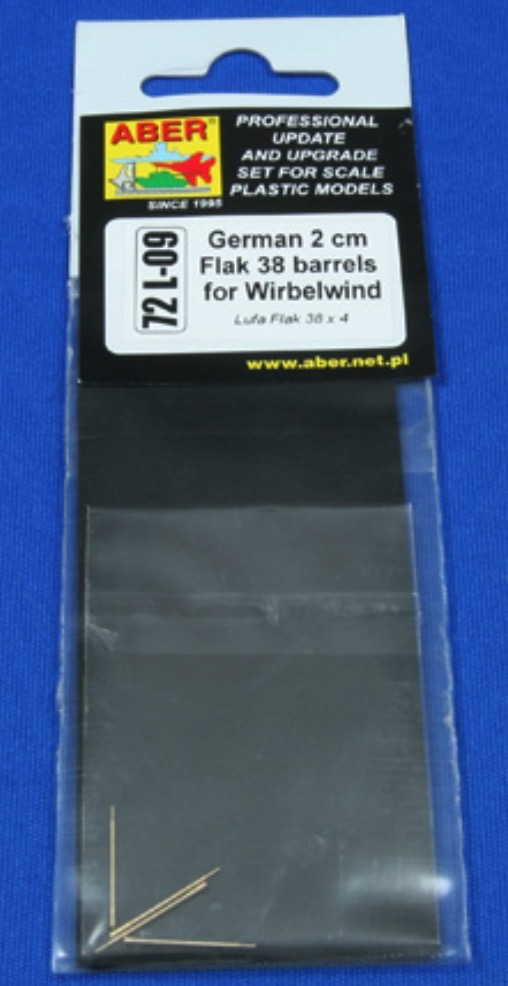 ABER®
SINCE 1995
PROFESSIONAL
UPDATE
AND UPGRADE
SET FOR SCALE
PLASTIC MODELS
72 L-09
German 2 cm
Flak 38 barrels
for Wirbelwind
Lufa Flak 38 x 4
www.aber.net.pl